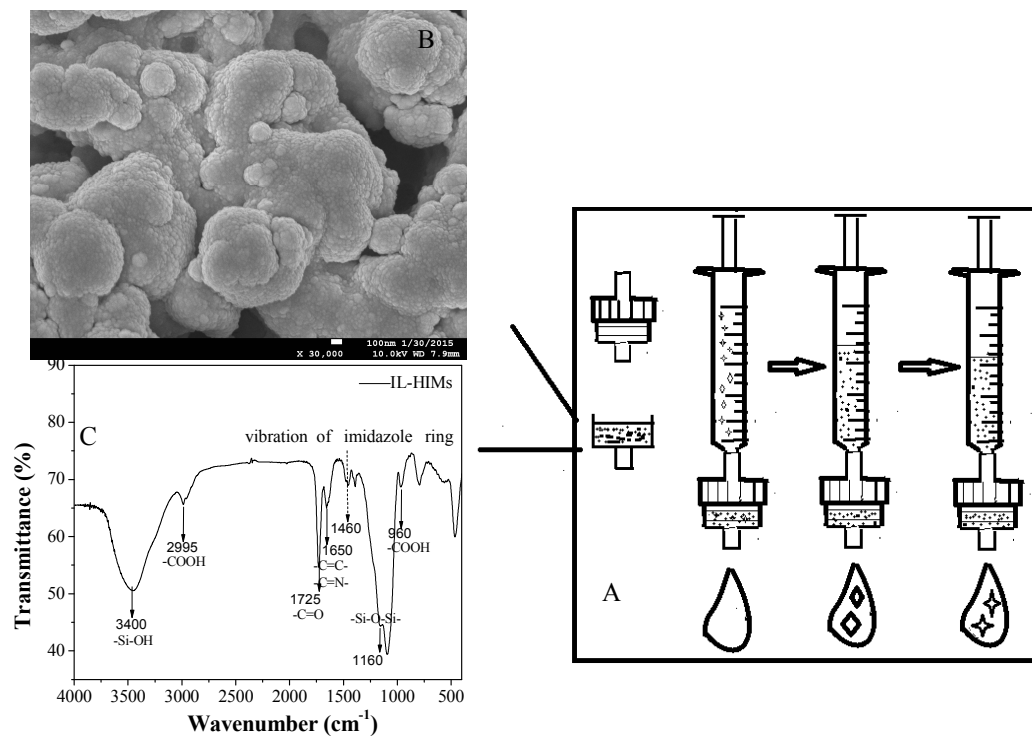 B
100nm 1/30/2015
X 30,000 10.0kV WD 7.9mm
90
80
70
60
50
40
Transmittance (%)
C
IL-HIMs
vibration of imidazole ring
2995
-COOH
3400
-Si-OH
1725
-C=O
1650
-C=C-
-C=N-
1460
960
-COOH
-Si-O-Si-
1160
4000 3500 3000 2500 2000 1500 1000 500
Wavenumber (cm⁻¹)
A